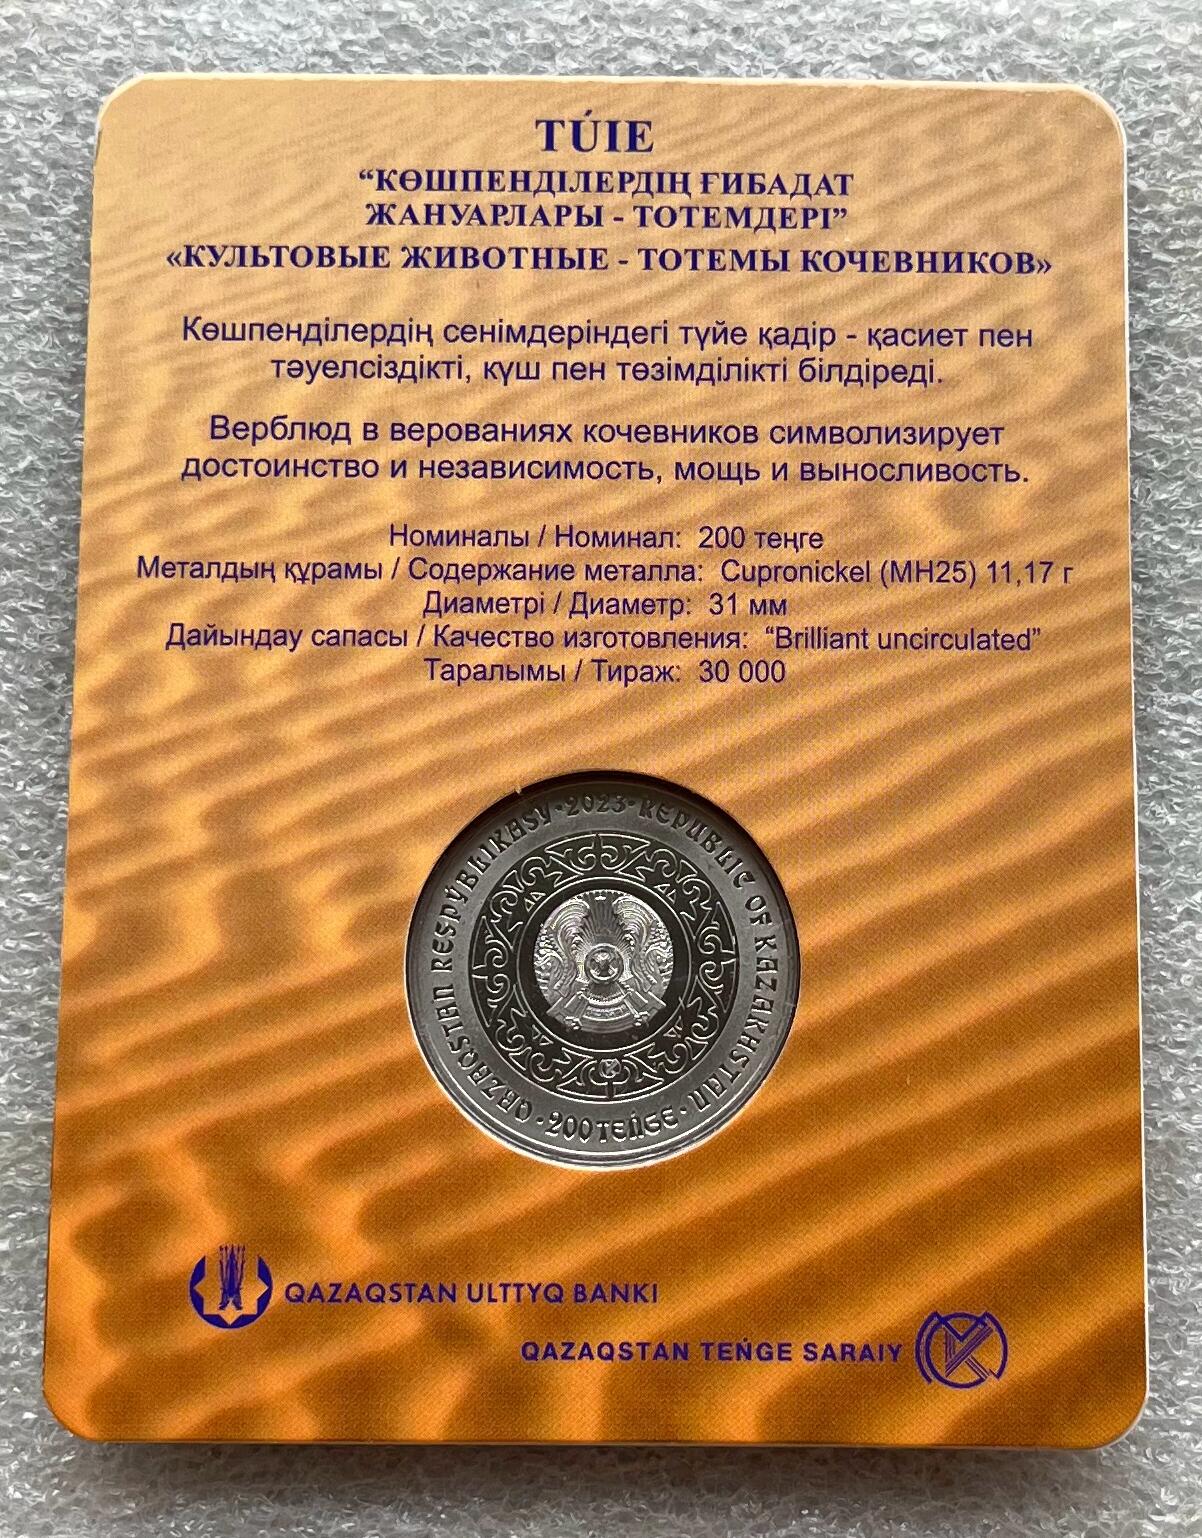 TÚIE
“КӨШПЕНДІЛЕРДІҢ ҒИБАДАТ
ЖАНУАРЛАРЫ - ТОТЕМДЕРІ”
«КУЛЬТОВЫЕ ЖИВОТНЫЕ - ТОТЕМЫ КОЧЕВНИКОВ»
Көшпенділердің сенімдеріндегі түйе қадір - қасиет пен
тәуелсіздікті, күш пен төзімділікті білдіреді.
Верблюд в верованиях кочевников символизирует
достоинство и независимость, мощь и выносливость.
Номиналы / Номинал: 200 теңге
Металдың құрамы / Содержание металла: Cupronickel (МН25) 11,17 г
Диаметрі / Диаметр: 31 мм
Дайындау сапасы / Качество изготовления: “Brilliant uncirculated”
Таралымы / Тираж: 30 000
QAZAQSTAN RESPÝBLIKASY · 2023 · REPUBLIC OF KAZAKHSTAN
· 200 TEŃGE ·
QAZAQSTAN ULTTYQ BANKI
QAZAQSTAN TEŃGE SARAIY